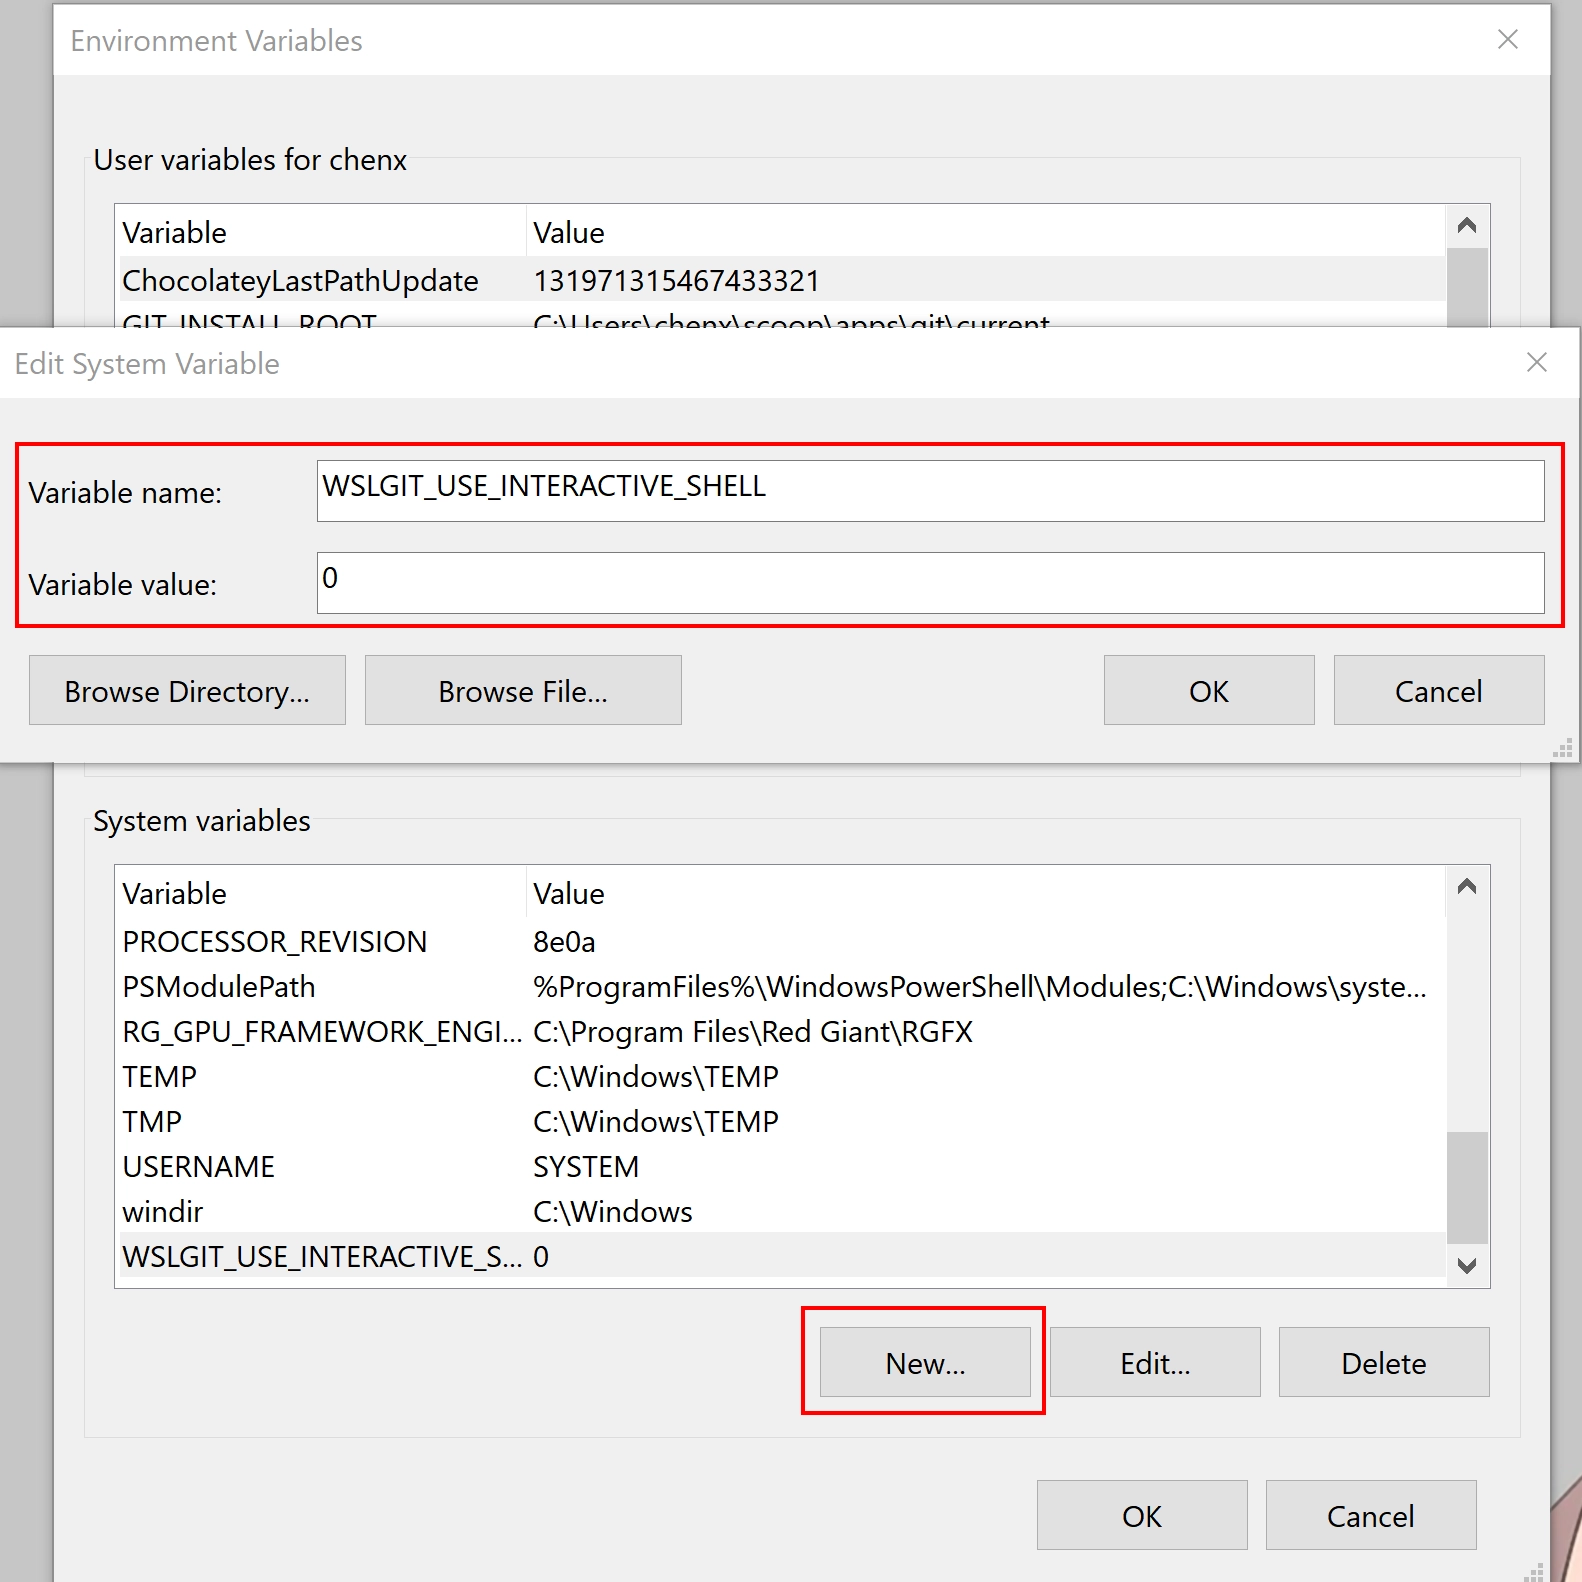 Environment Variables
User variables for chenx
Variable Value
ChocolateyLastPathUpdate 131971315467433321
GIT_INSTALL_ROOT C:\Users\chenx\scoop\apps\git\current
Edit System Variable
Variable name: WSLGIT_USE_INTERACTIVE_SHELL
Variable value: 0
Browse Directory... Browse File... OK Cancel
System variables
Variable Value
PROCESSOR_REVISION 8e0a
PSModulePath %ProgramFiles%\WindowsPowerShell\Modules;C:\Windows\syste...
RG_GPU_FRAMEWORK_ENGI... C:\Program Files\Red Giant\RGFX
TEMP C:\Windows\TEMP
TMP C:\Windows\TEMP
USERNAME SYSTEM
windir C:\Windows
WSLGIT_USE_INTERACTIVE_S... 0
New... Edit... Delete
OK Cancel